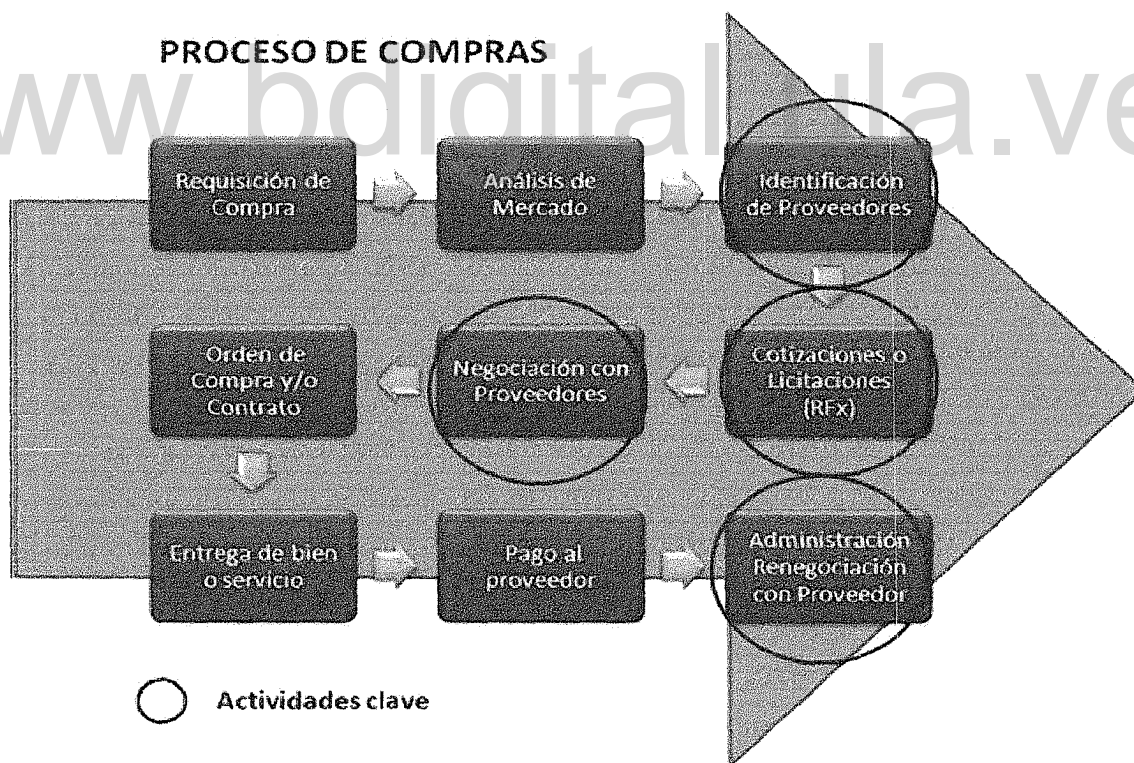 PROCESO DE COMPRAS
www.bdigital.ula.ve
Requisición de
Compra
Análisis de
Mercado
Identificación
de Proveedores
Orden de
Compra y/o
Contrato
Negociación con
Proveedores
Cotizaciones o
Licitaciones
(RFx)
Entrega de bien
o servicio
Pago al
proveedor
Administración
Renegociación
con Proveedor
Actividades clave